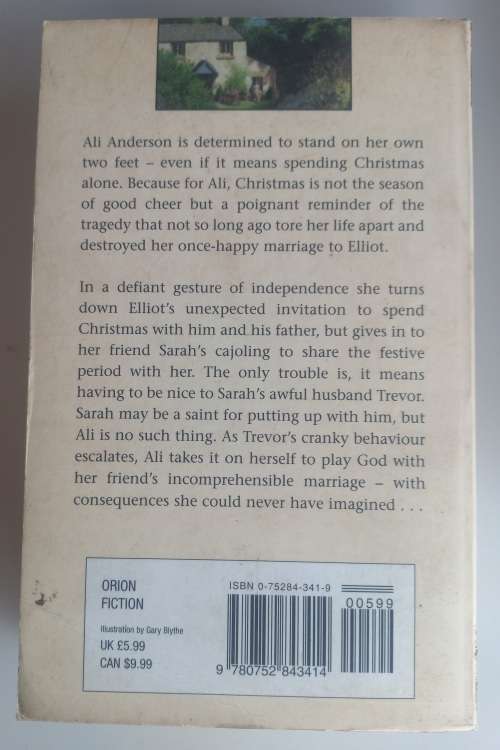 Ali Anderson is determined to stand on her own
two feet – even if it means spending Christmas
alone. Because for Ali, Christmas is not the season
of good cheer but a poignant reminder of the
tragedy that not so long ago tore her life apart and
destroyed her once-happy marriage to Elliot.
In a defiant gesture of independence she turns
down Elliot's unexpected invitation to spend
Christmas with him and his father, but gives in to
her friend Sarah's cajoling to share the festive
period with her. The only trouble is, it means
having to be nice to Sarah's awful husband Trevor.
Sarah may be a saint for putting up with him, but
Ali is no such thing. As Trevor's cranky behaviour
escalates, Ali takes it on herself to play God with
her friend's incomprehensible marriage – with
consequences she could never have imagined . . .
ORION
FICTION
Illustration by Gary Blythe
UK £5.99
CAN $9.99
ISBN 0-75284-341-9
00599
9 780752 843414